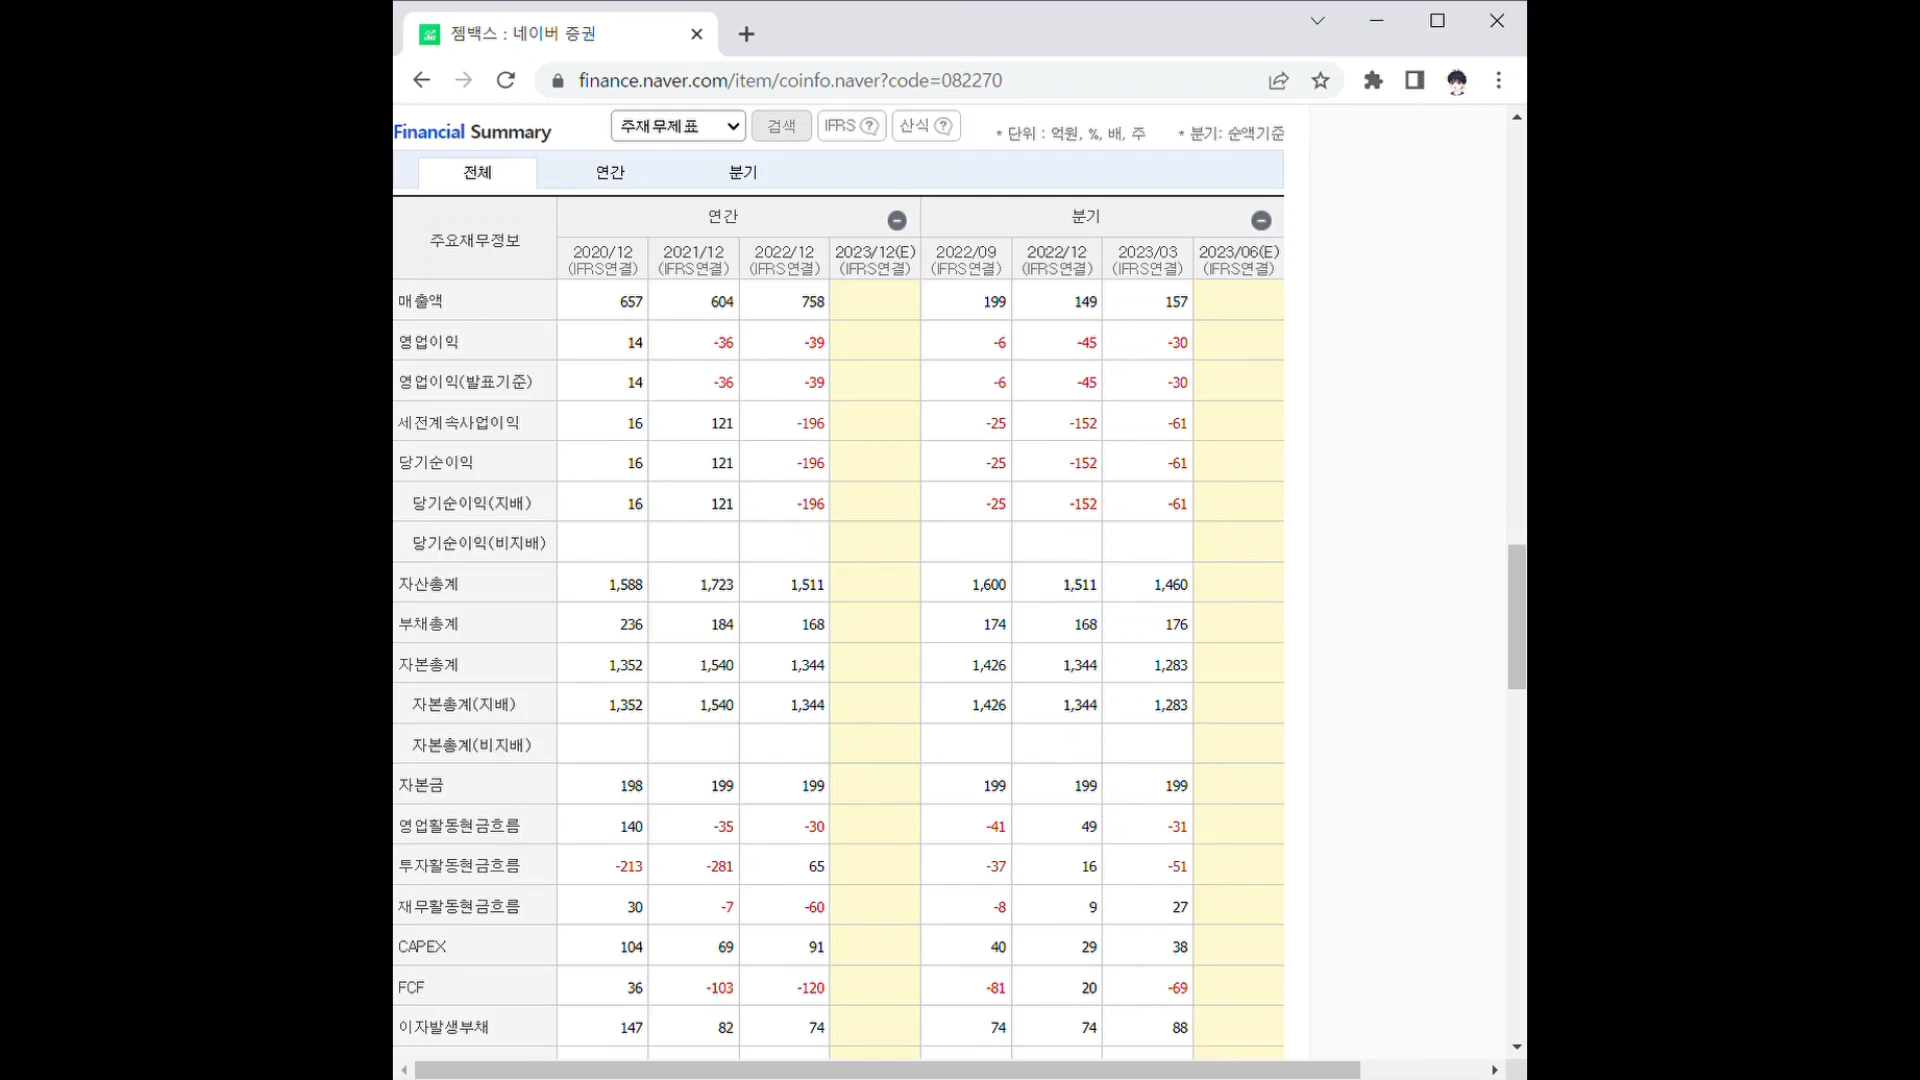 젬백스 : 네이버 증권
finance.naver.com/item/coinfo.naver?code=082270
Financial Summary 주재무제표 검색 IFRS ? 산식 ? * 단위 : 억원, %, 배, 주 * 분기: 순액기준
전체 연간 분기
주요재무정보 연간 분기
2020/12 2021/12 2022/12 2023/12(E) 2022/09 2022/12 2023/03 2023/06(E)
(IFRS연결) (IFRS연결) (IFRS연결) (IFRS연결) (IFRS연결) (IFRS연결) (IFRS연결) (IFRS연결)
매출액 657 604 758 199 149 157
영업이익 14 -36 -39 -6 -45 -30
영업이익(발표기준) 14 -36 -39 -6 -45 -30
세전계속사업이익 16 121 -196 -25 -152 -61
당기순이익 16 121 -196 -25 -152 -61
당기순이익(지배) 16 121 -196 -25 -152 -61
당기순이익(비지배)
자산총계 1,588 1,723 1,511 1,600 1,511 1,460
부채총계 236 184 168 174 168 176
자본총계 1,352 1,540 1,344 1,426 1,344 1,283
자본총계(지배) 1,352 1,540 1,344 1,426 1,344 1,283
자본총계(비지배)
자본금 198 199 199 199 199 199
영업활동현금흐름 140 -35 -30 -41 49 -31
투자활동현금흐름 -213 -281 65 -37 16 -51
재무활동현금흐름 30 -7 -60 -8 9 27
CAPEX 104 69 91 40 29 38
FCF 36 -103 -120 -81 20 -69
이자발생부채 147 82 74 74 74 88